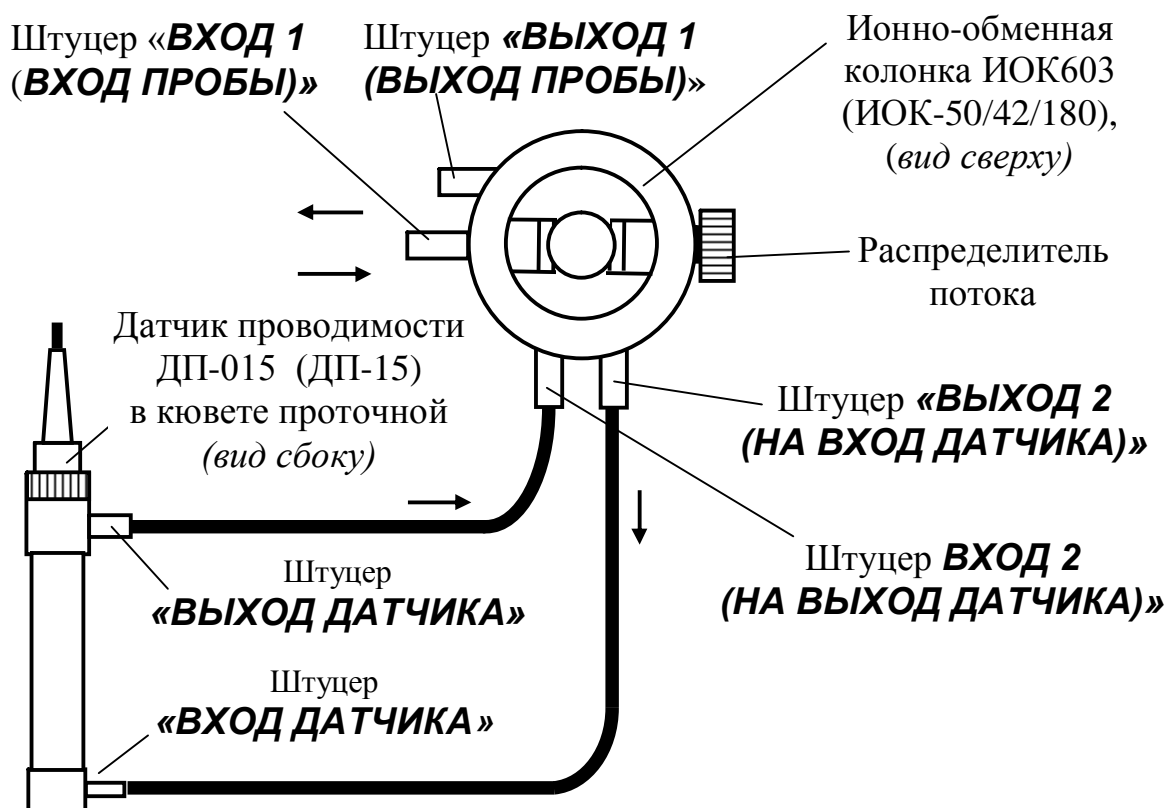 Штуцер «ВХОД 1
(ВХОД ПРОБЫ)»
Штуцер «ВЫХОД 1
(ВЫХОД ПРОБЫ)»
Ионно-обменная
колонка ИОК603
(ИОК-50/42/180),
(вид сверху)
Распределитель
потока
Датчик проводимости
ДП-015 (ДП-15)
в кювете проточной
(вид сбоку)
Штуцер «ВЫХОД 2
(НА ВХОД ДАТЧИКА)»
Штуцер ВХОД 2
(НА ВЫХОД ДАТЧИКА)»
Штуцер
«ВЫХОД ДАТЧИКА»
Штуцер
«ВХОД ДАТЧИКА»